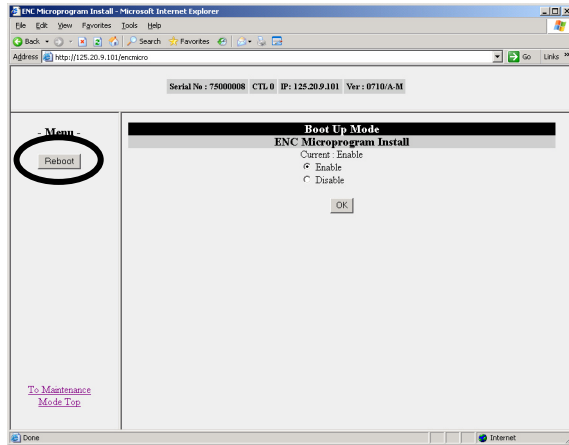 ENC Microprogram Install - Microsoft Internet Explorer
File Edit View Favorites Tools Help
Back Search Favorites
Address http://125.20.9.101/encmicro Go Links »
Serial No : 75000008 CTL 0 IP: 125.20.9.101 Ver : 0710/A-M
- Menu -
Reboot
Boot Up Mode
ENC Microprogram Install
Current : Enable
Enable
Disable
OK
To Maintenance
Mode Top
Done Internet